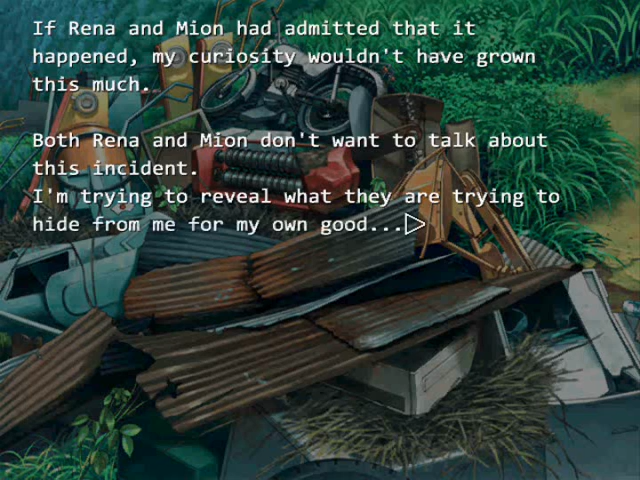 If Rena and Mion had admitted that it
happened, my curiosity wouldn't have grown
this much.
Both Rena and Mion don't want to talk about
this incident.
I'm trying to reveal what they are trying to
hide from me for my own good...